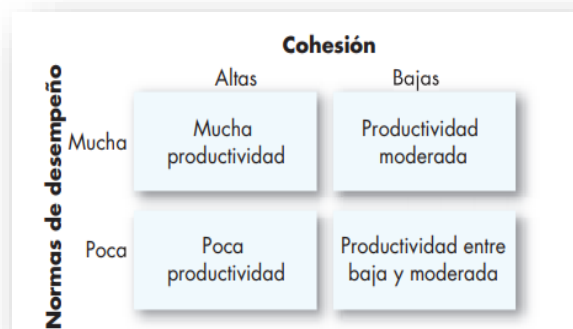 Cohesión
Altas Bajas
Normas de desempeño
Mucha
Mucha
productividad
Productividad
moderada
Poca
Poca
productividad
Productividad entre
baja y moderada